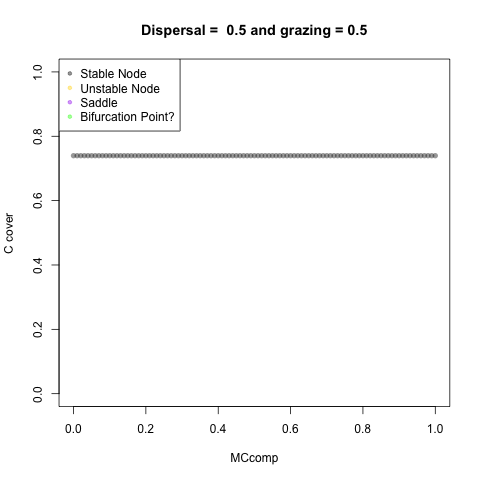 Dispersal =  0.5 and grazing = 0.5
Stable Node
Unstable Node
Saddle
Bifurcation Point?
C cover
1.0
0.8
0.6
0.4
0.2
0.0
0.0 0.2 0.4 0.6 0.8 1.0
MCcomp